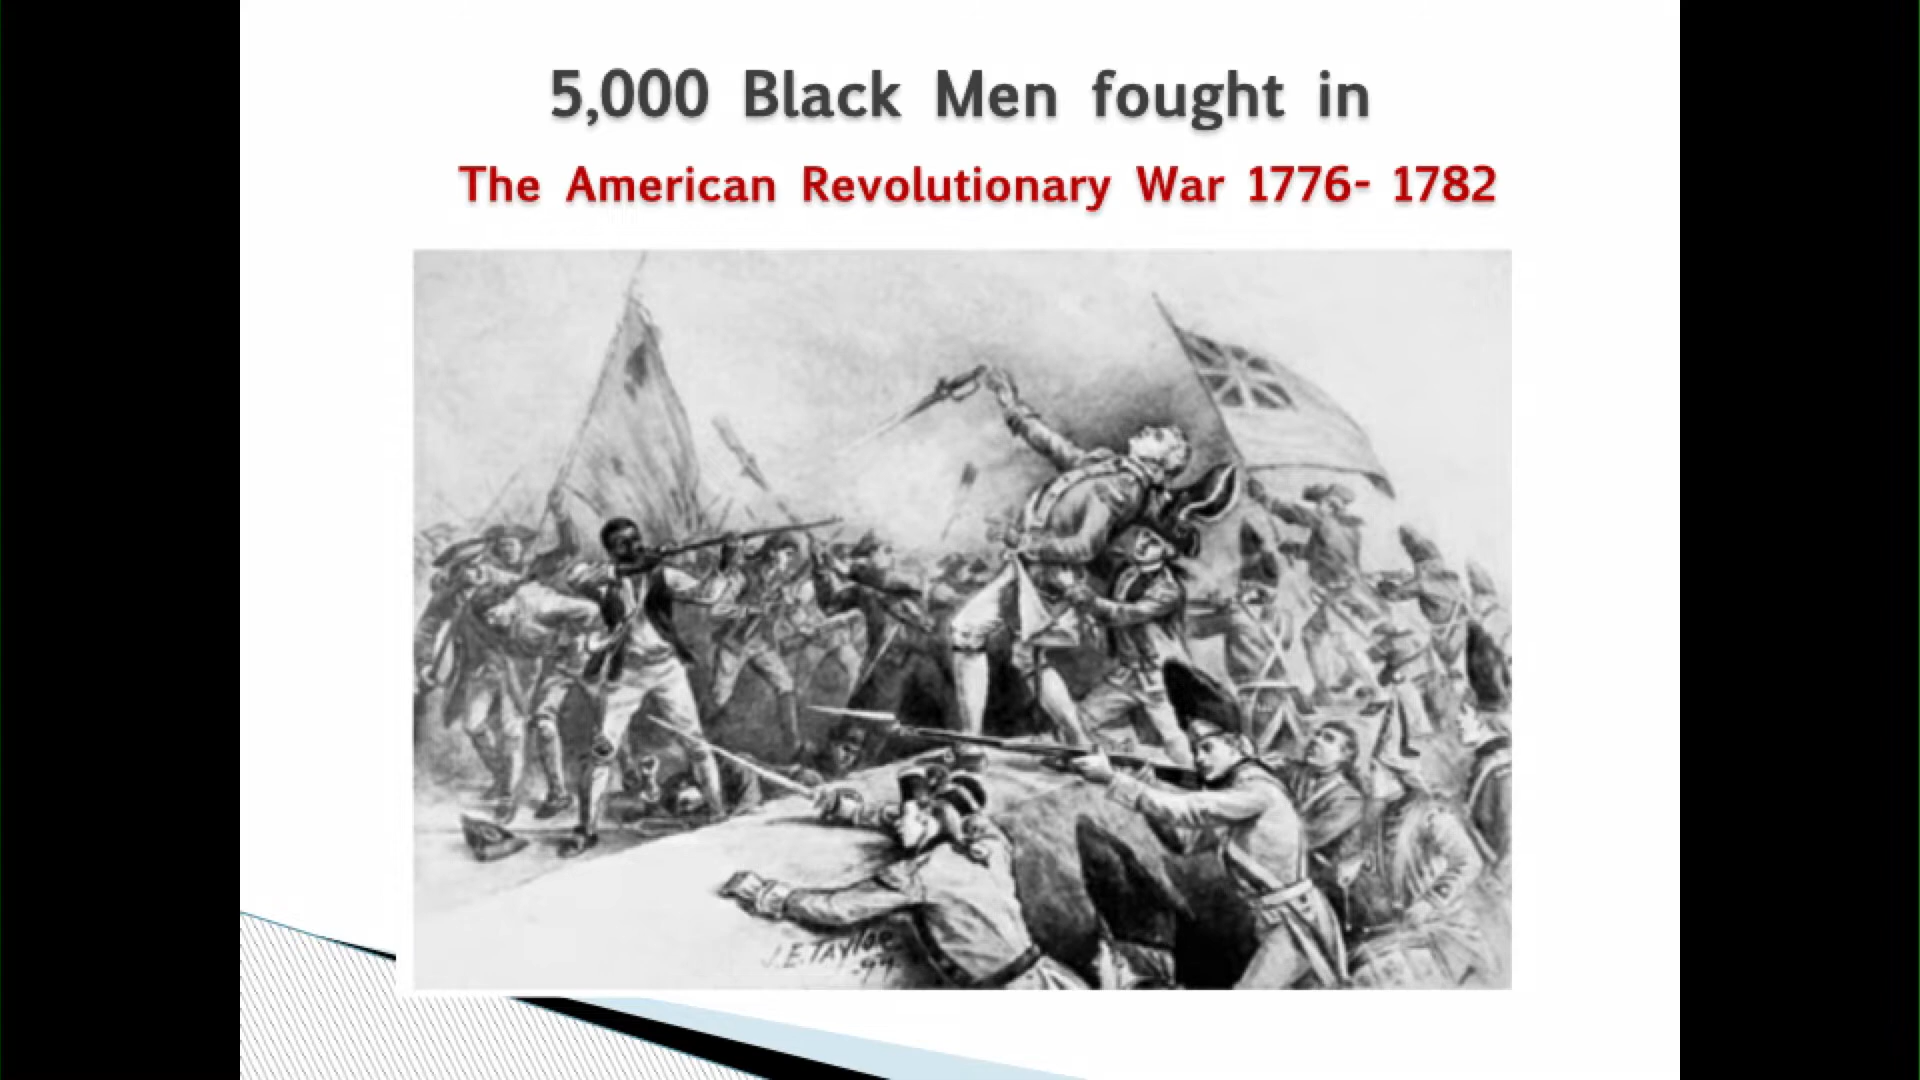 5,000 Black Men fought in
The American Revolutionary War 1776- 1782
J.E.TAYLOR